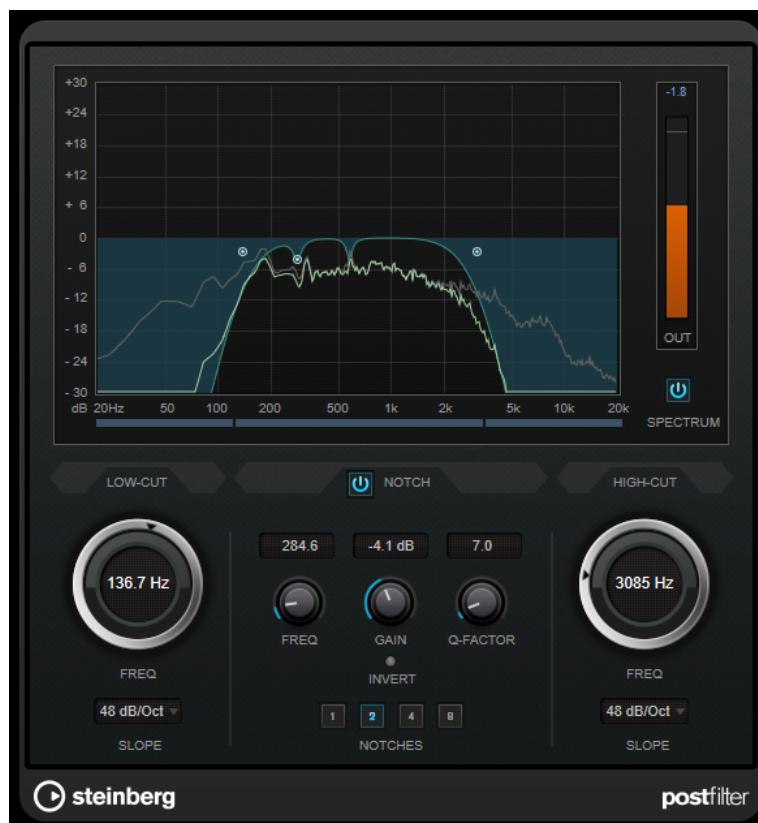 +30
-1.8
+24
+18
+12
+ 6
0
- 6
- 12
- 18
- 24
OUT
- 30
dB 20Hz 50 100 200 500 1k 2k 5k 10k 20k
SPECTRUM
LOW-CUT NOTCH HIGH-CUT
284.6 -4.1 dB 7.0
136.7 Hz 3085 Hz
FREQ GAIN Q-FACTOR
FREQ INVERT FREQ
48 dB/Oct 1 2 4 8 48 dB/Oct
SLOPE NOTCHES SLOPE
steinberg postfilter